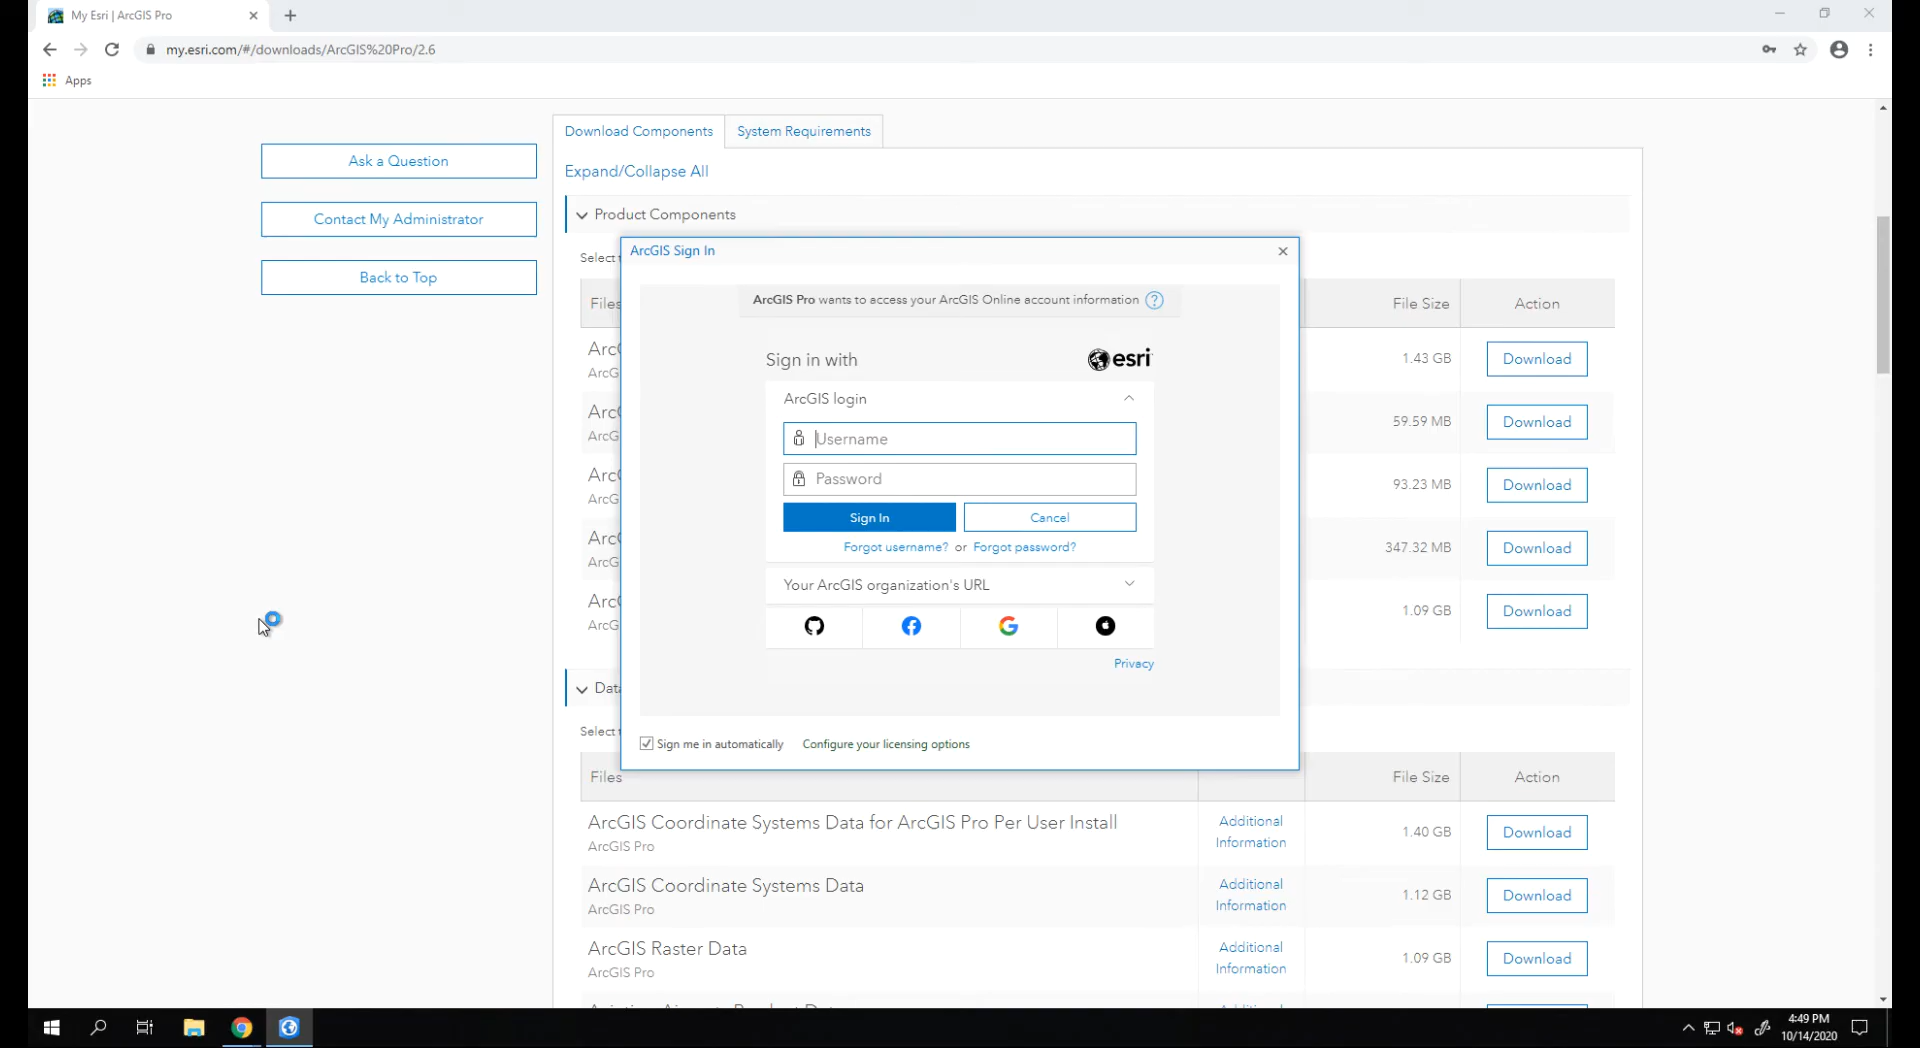 My Esri | ArcGIS Pro
my.esri.com/#/downloads/ArcGIS%20Pro/2.6
Apps
Ask a Question
Contact My Administrator
Back to Top
Download Components
System Requirements
Expand/Collapse All
Product Components
Select
Files
File Size
Action
ArcGIS Sign In
ArcGIS Pro wants to access your ArcGIS Online account information ?
Sign in with
esri
ArcGIS login
Username
Password
Sign In
Cancel
Forgot username? or Forgot password?
Your ArcGIS organization's URL
Privacy
Sign me in automatically
Configure your licensing options
1.43 GB
Download
59.59 MB
Download
93.23 MB
Download
347.32 MB
Download
1.09 GB
Download
Select
Files
File Size
Action
ArcGIS Coordinate Systems Data for ArcGIS Pro Per User Install
ArcGIS Pro
Additional
Information
1.40 GB
Download
ArcGIS Coordinate Systems Data
ArcGIS Pro
Additional
Information
1.12 GB
Download
ArcGIS Raster Data
ArcGIS Pro
Additional
Information
1.09 GB
Download
4:49 PM
10/14/2020